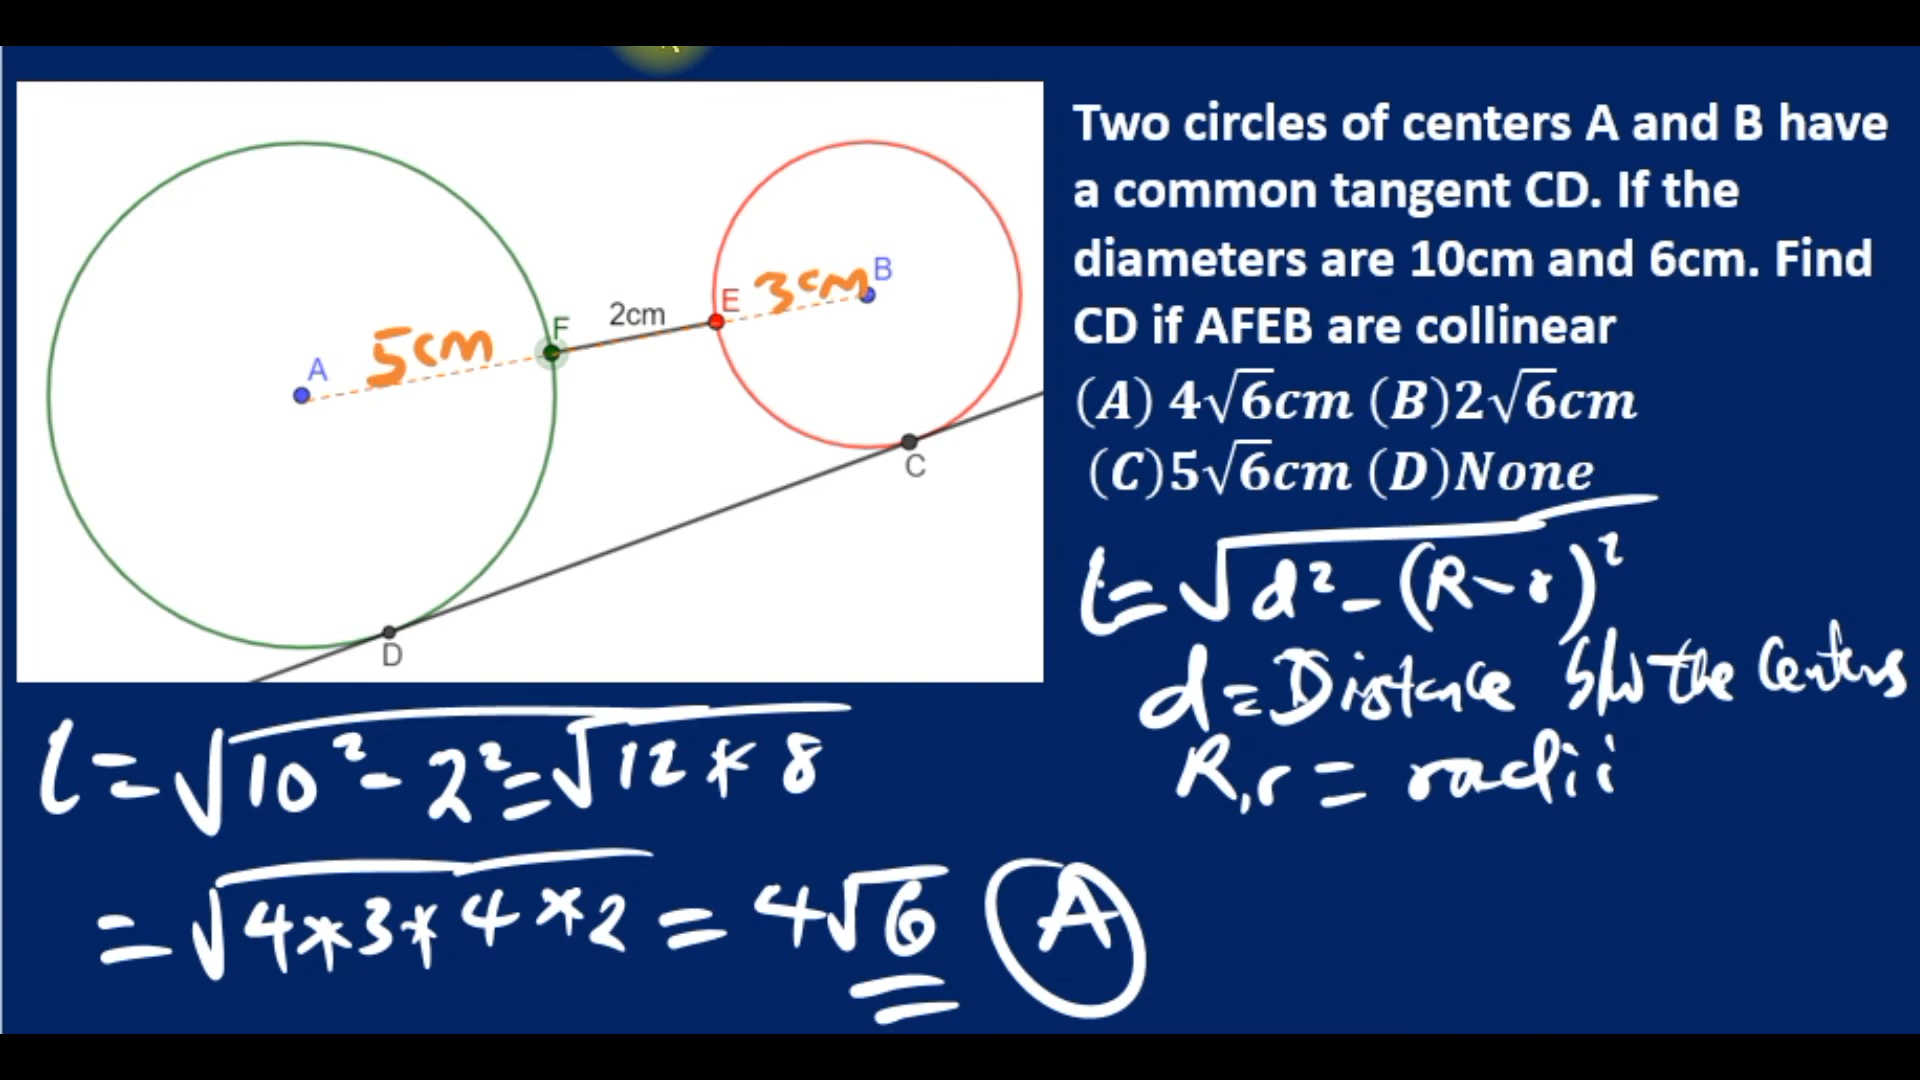 Two circles of centers A and B have
a common tangent CD. If the
diameters are 10cm and 6cm. Find
CD if AFEB are collinear
(A) 4√6cm (B)2√6cm
(C)5√6cm (D)None
A
5cm
F
2cm
E
3cm
B
C
D
l=√d²-(R-r)²
d=Distance b/w the Centers
R,r = radii
l=√10²-2²=√12*8
=√4*3*4*2 = 4√6 A